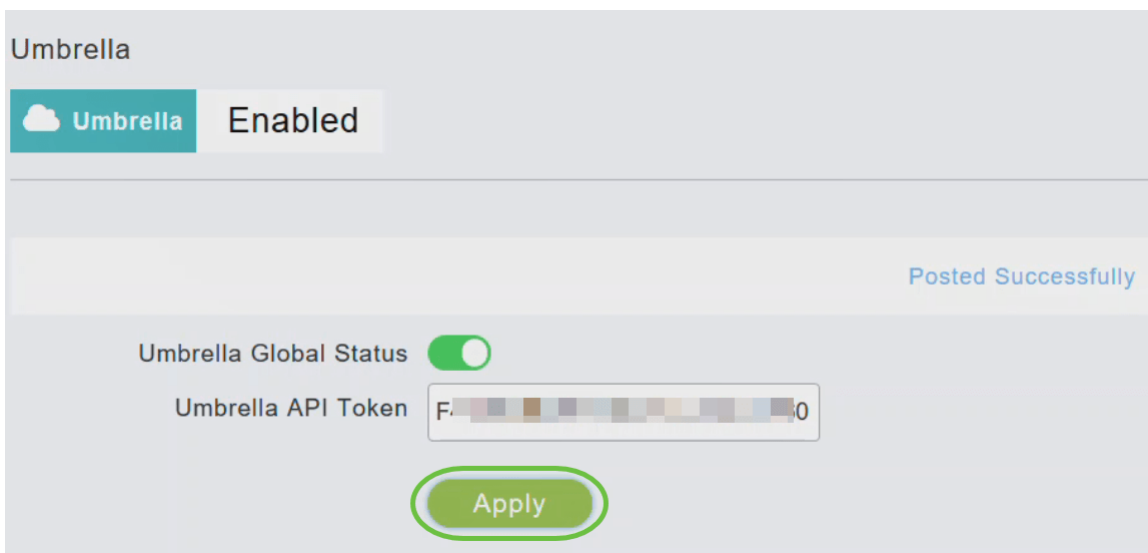 Umbrella
Umbrella Enabled
Posted Successfully
Umbrella Global Status
Umbrella API Token
Apply